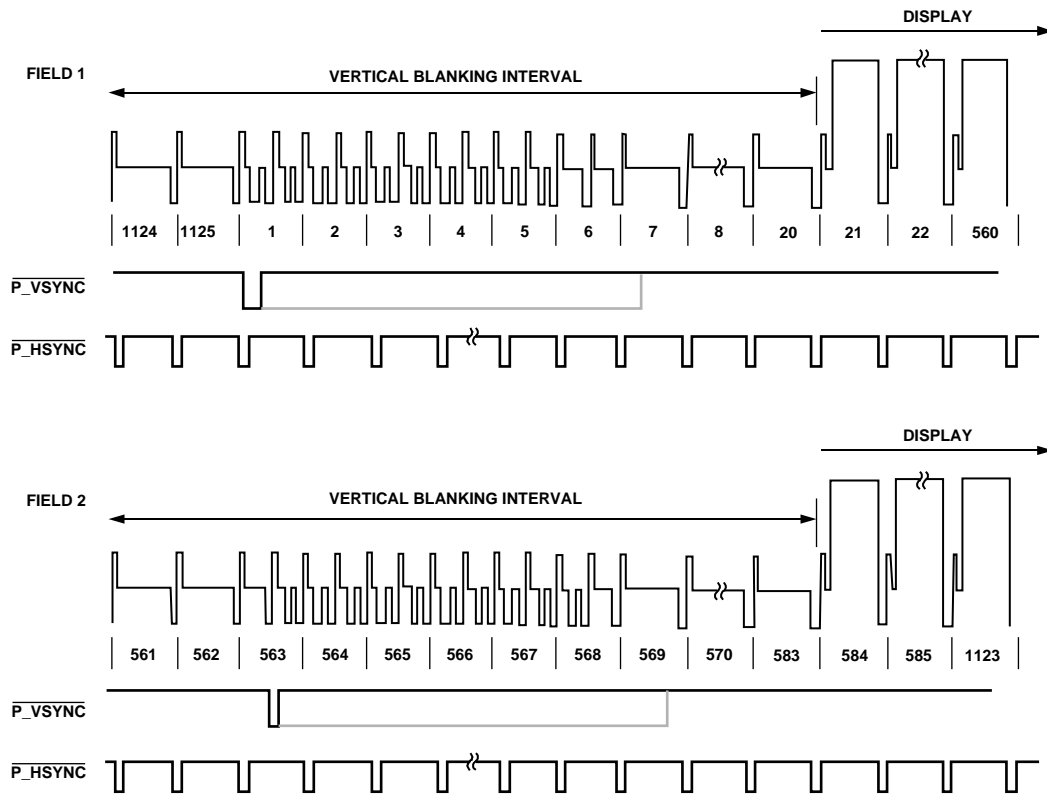 DISPLAY
FIELD 1
VERTICAL BLANKING INTERVAL
1124 1125 1 2 3 4 5 6 7 8 20 21 22 560
P_VSYNC
P_HSYNC
DISPLAY
FIELD 2
VERTICAL BLANKING INTERVAL
561 562 563 564 565 566 567 568 569 570 583 584 585 1123
P_VSYNC
P_HSYNC